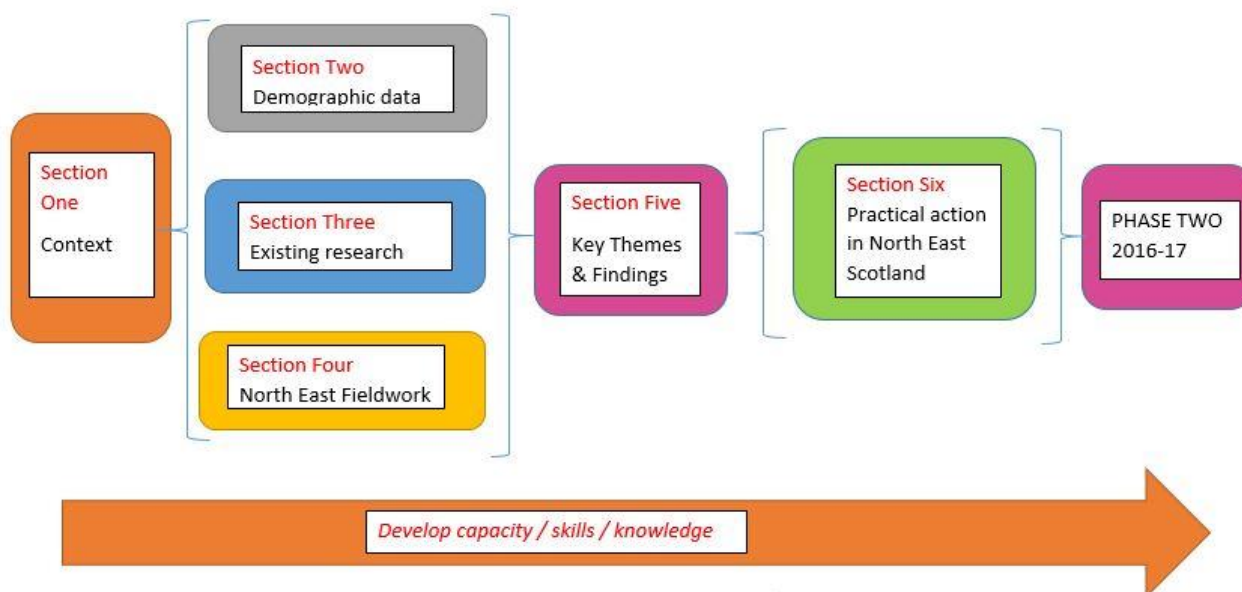 Section
One
Context
Section Two
Demographic data
Section Three
Existing research
Section Four
North East Fieldwork
Section Five
Key Themes
& Findings
Section Six
Practical action
in North East
Scotland
PHASE TWO
2016-17
Develop capacity / skills / knowledge